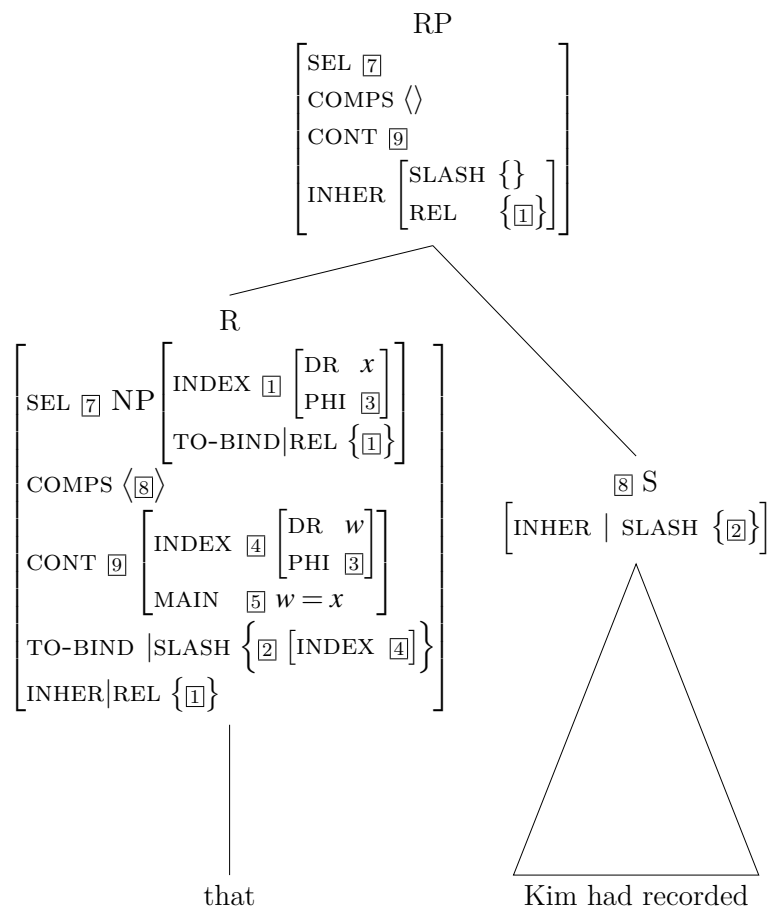 RP
SEL 7
COMPS ⟨⟩
CONT 9
INHER [SLASH {}
REL {1}]
R
SEL 7 NP [INDEX 1 [DR x
PHI 3]
TO-BIND|REL {1}]
COMPS ⟨8⟩
CONT 9 [INDEX 4 [DR w
PHI 3]
MAIN 5 w = x]
TO-BIND |SLASH {2 [INDEX 4]}
INHER|REL {1}
8 S
[INHER | SLASH {2}]
that
Kim had recorded